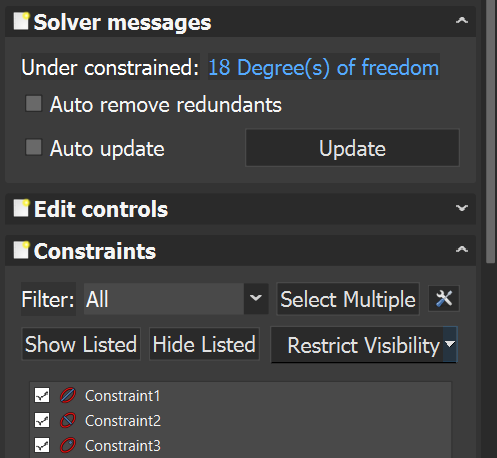 Solver messages
Under constrained: 18 Degree(s) of freedom
Auto remove redundants
Auto update Update
Edit controls
Constraints
Filter: All Select Multiple
Show Listed Hide Listed Restrict Visibility
Constraint1
Constraint2
Constraint3